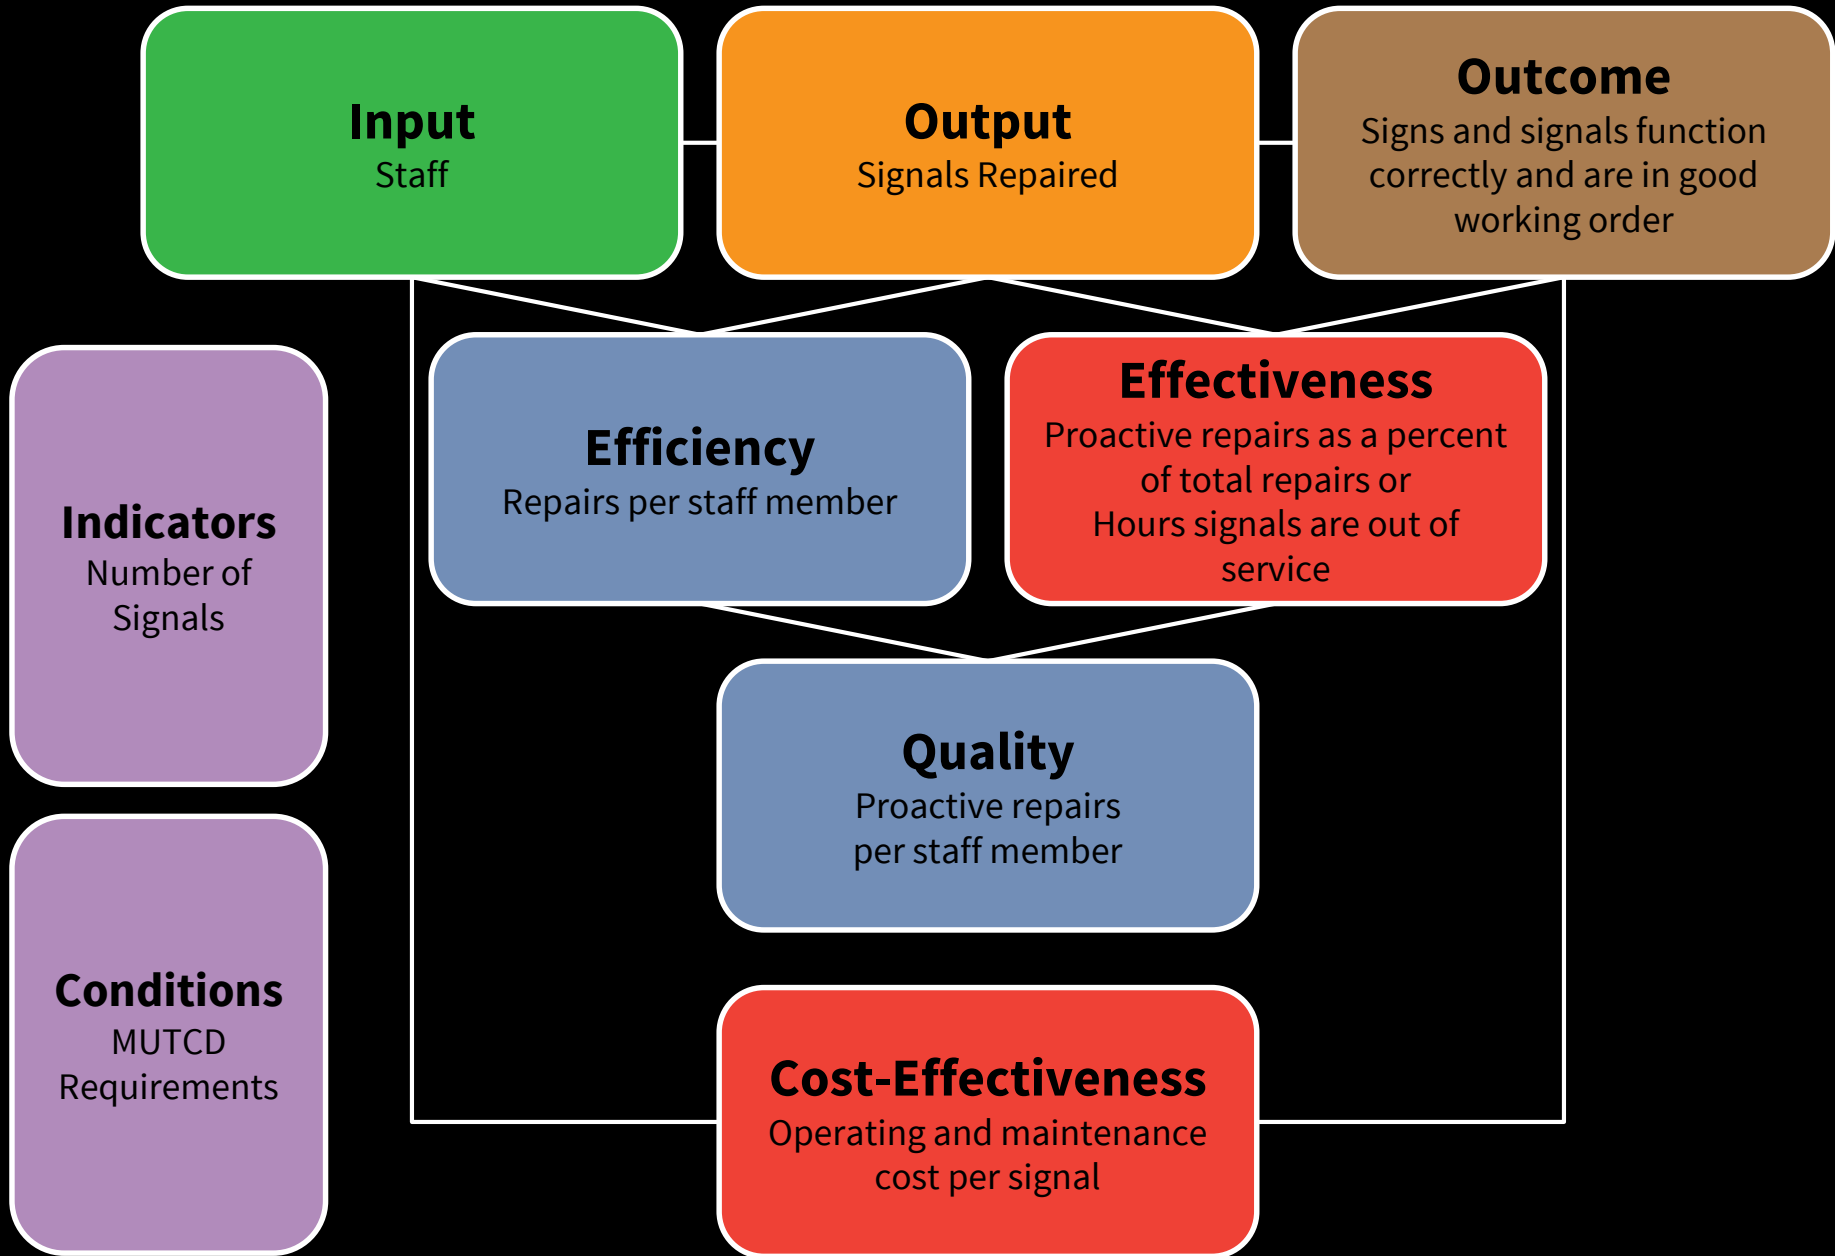 Input
Staff
Output
Signals Repaired
Outcome
Signs and signals function
correctly and are in good
working order
Indicators
Number of
Signals
Efficiency
Repairs per staff member
Effectiveness
Proactive repairs as a percent
of total repairs or
Hours signals are out of
service
Quality
Proactive repairs
per staff member
Conditions
MUTCD
Requirements
Cost-Effectiveness
Operating and maintenance
cost per signal